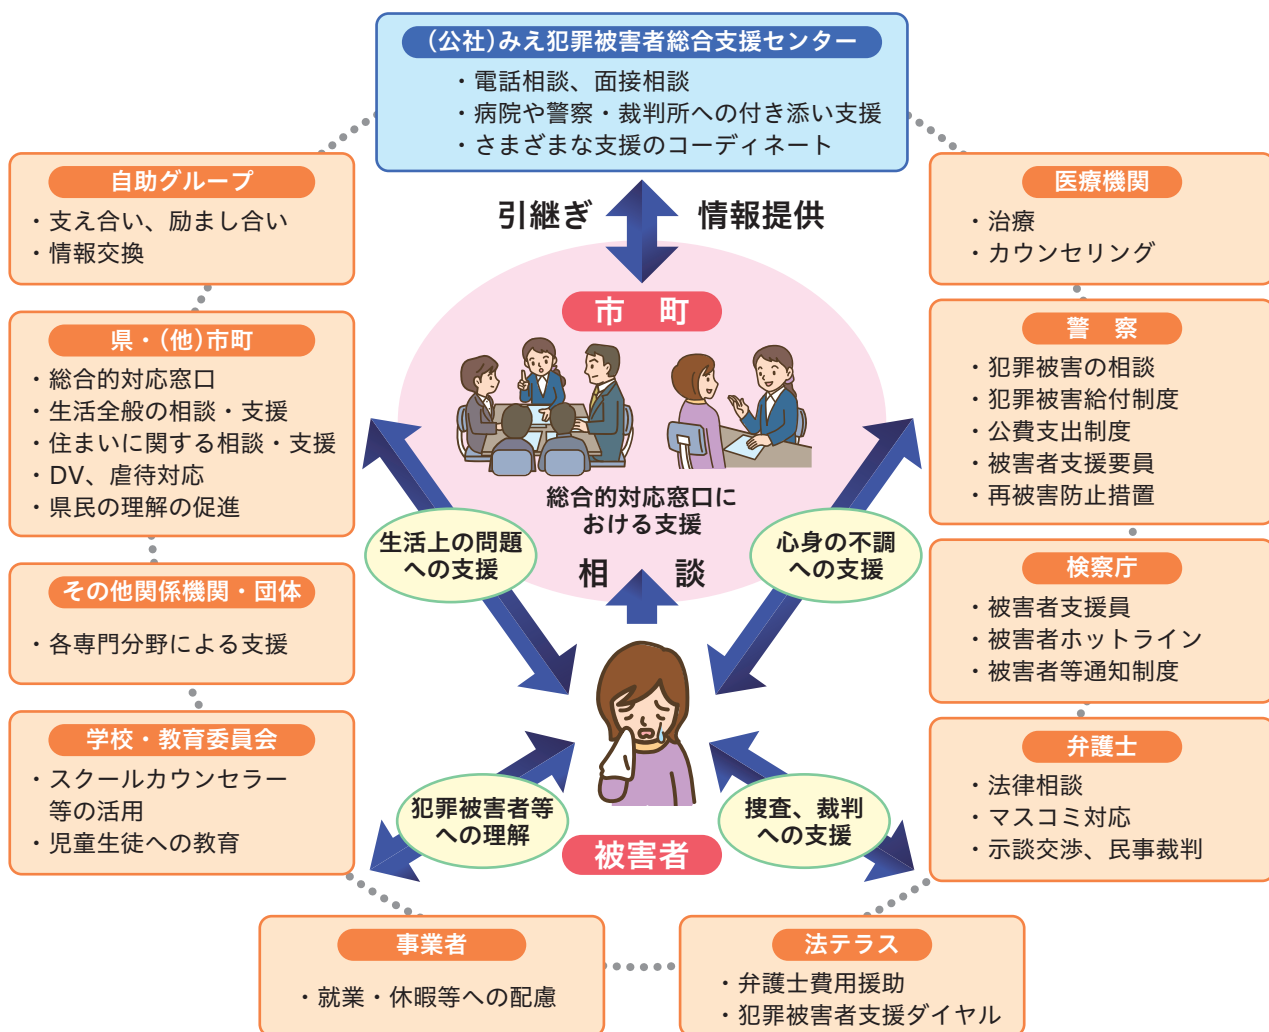 (公社)みえ犯罪被害者総合支援センター
・電話相談、面接相談
・病院や警察・裁判所への付き添い支援
・さまざまな支援のコーディネート
自助グループ
・支え合い、励まし合い
・情報交換
医療機関
・治療
・カウンセリング
引継ぎ
情報提供
市　町
県・(他)市町
・総合的対応窓口
・生活全般の相談・支援
・住まいに関する相談・支援
・DV、虐待対応
・県民の理解の促進
警　察
・犯罪被害の相談
・犯罪被害給付制度
・公費支出制度
・被害者支援要員
・再被害防止措置
総合的対応窓口に
おける支援
生活上の問題
への支援
心身の不調
への支援
相　談
その他関係機関・団体
・各専門分野による支援
検察庁
・被害者支援員
・被害者ホットライン
・被害者等通知制度
学校・教育委員会
・スクールカウンセラー
等の活用
・児童生徒への教育
弁護士
・法律相談
・マスコミ対応
・示談交渉、民事裁判
犯罪被害者等
への理解
捜査、裁判
への支援
被害者
事業者
・就業・休暇等への配慮
法テラス
・弁護士費用援助
・犯罪被害者支援ダイヤル